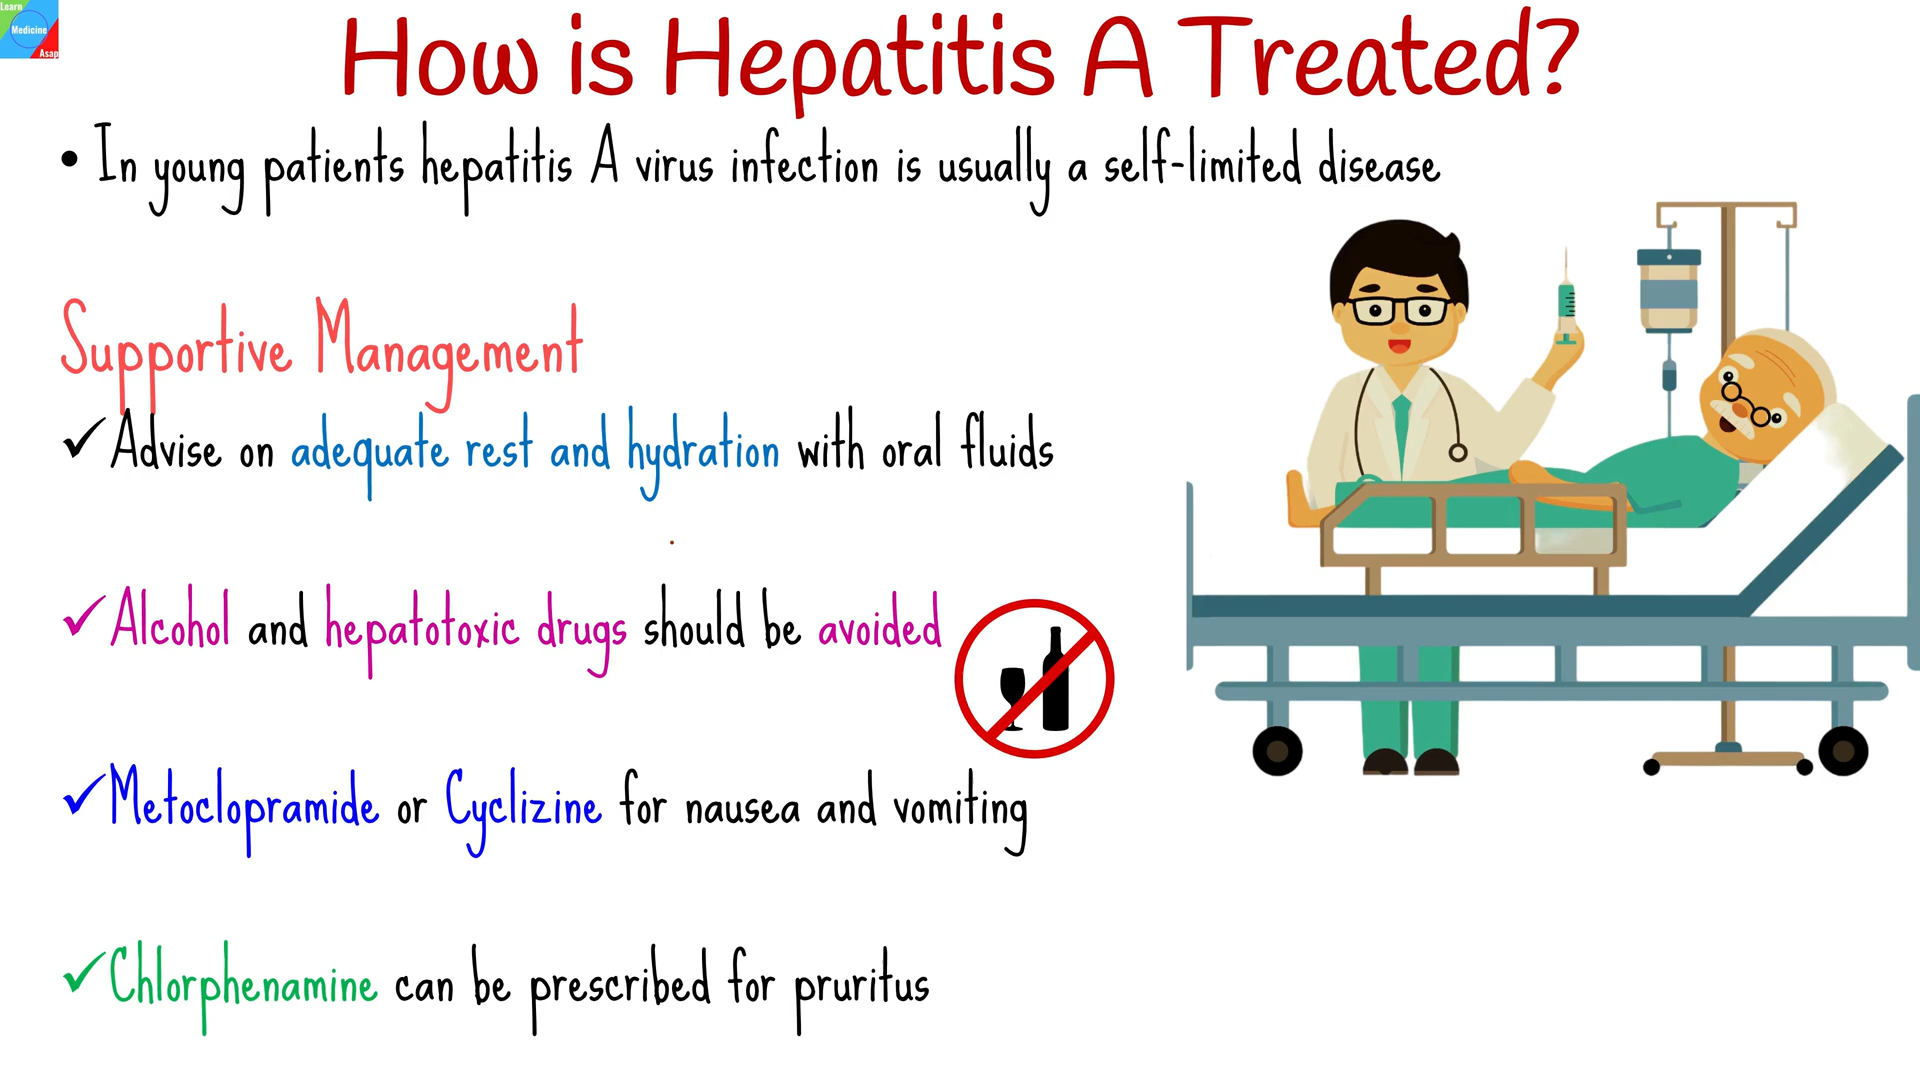 Learn
Medicine
Asap
How is Hepatitis A Treated?
• In young patients hepatitis A virus infection is usually a self-limited disease
Supportive Management
✓Advise on adequate rest and hydration with oral fluids
✓Alcohol and hepatotoxic drugs should be avoided
✓Metoclopramide or Cyclizine for nausea and vomiting
✓Chlorphenamine can be prescribed for pruritus